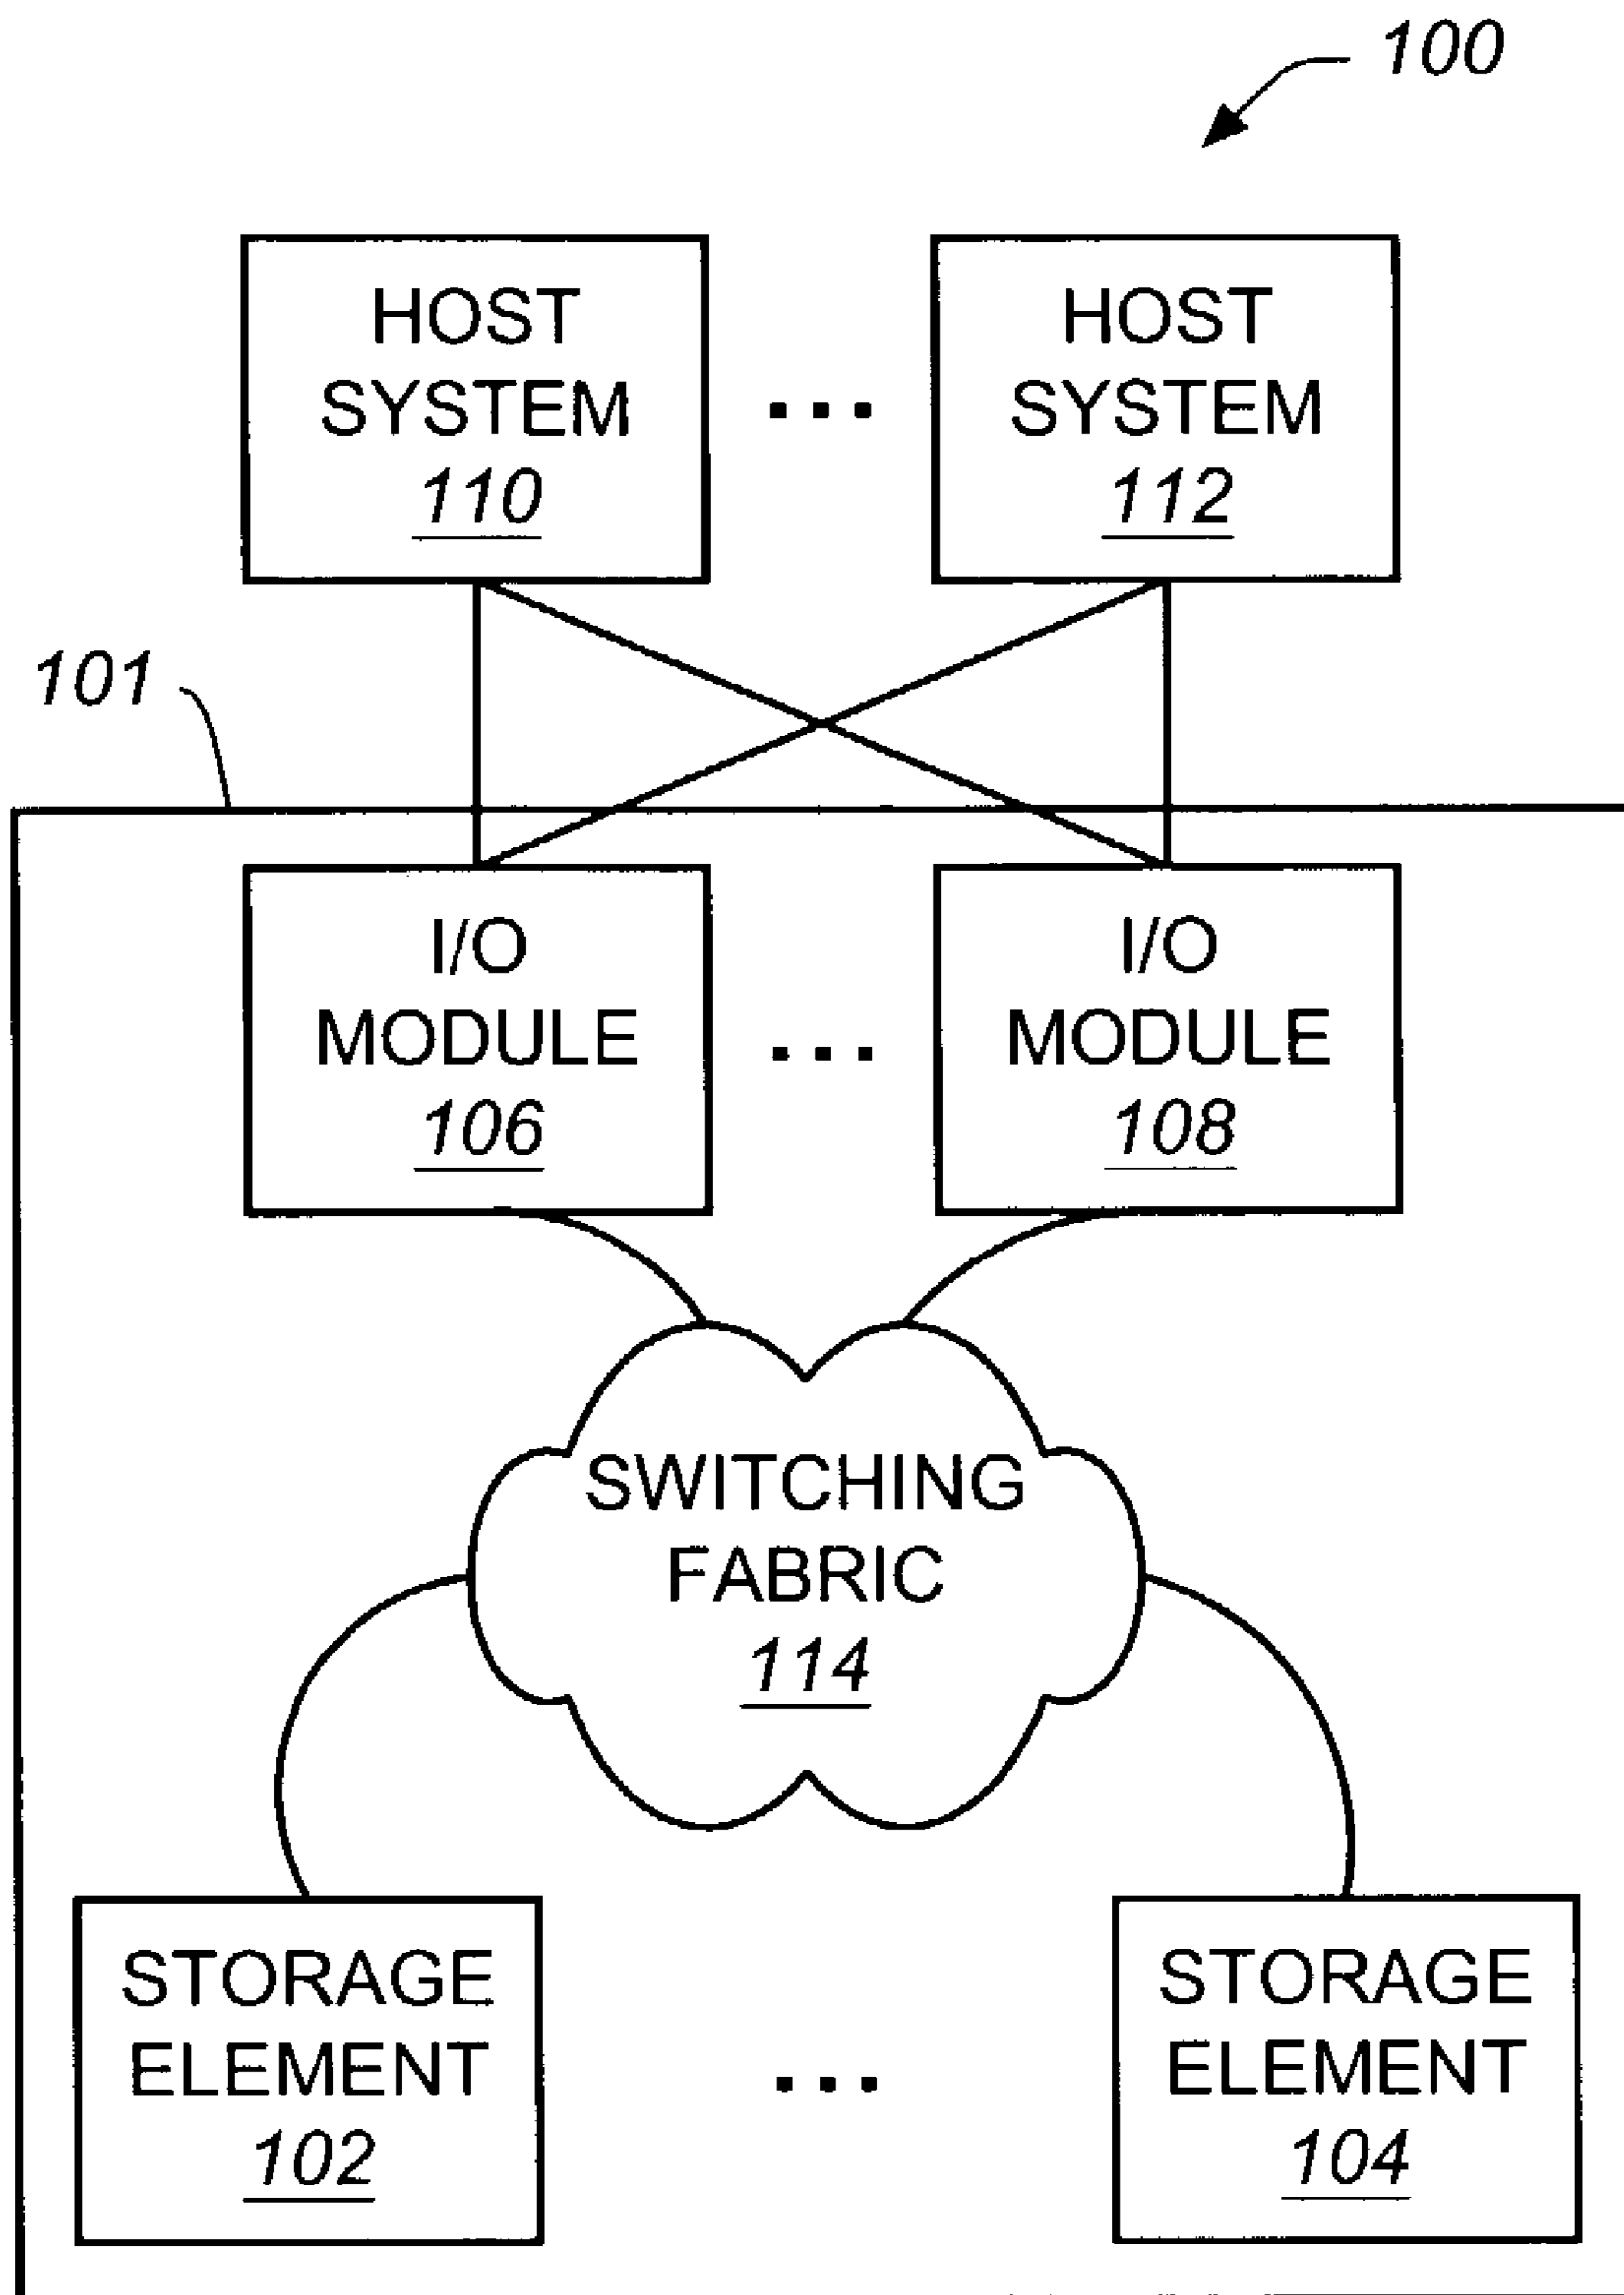 100
HOST
SYSTEM
110
...
HOST
SYSTEM
112
101
I/O
MODULE
106
...
I/O
MODULE
108
SWITCHING
FABRIC
114
STORAGE
ELEMENT
102
...
STORAGE
ELEMENT
104